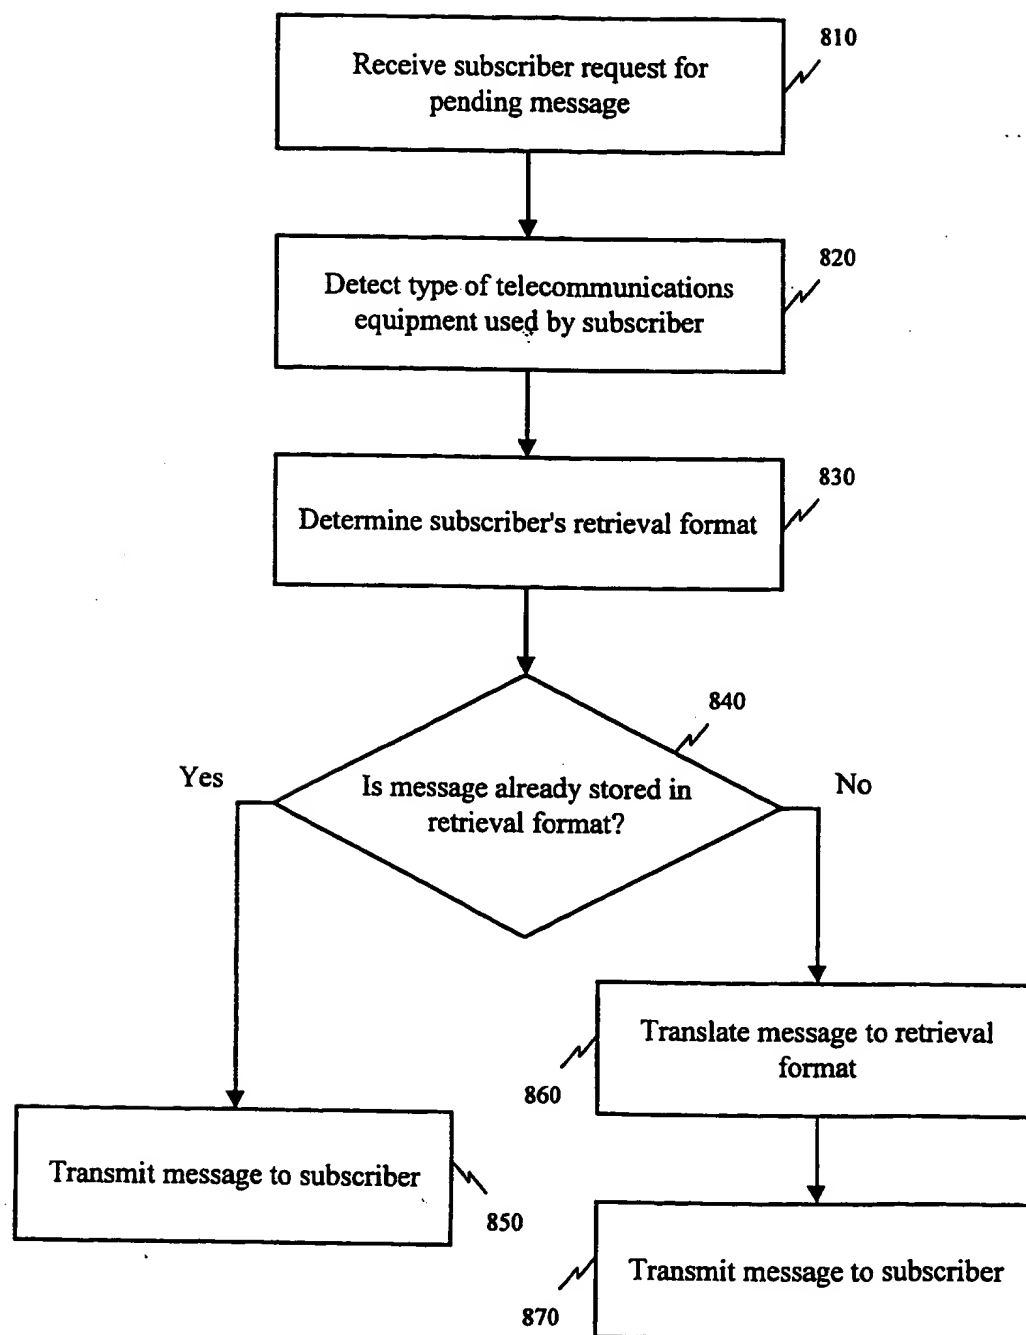 810
Receive subscriber request for
pending message
820
Detect type of telecommunications
equipment used by subscriber
830
Determine subscriber's retrieval format
840
Yes
No
Is message already stored in
retrieval format?
Translate message to retrieval
format
860
Transmit message to subscriber
850
Transmit message to subscriber
870